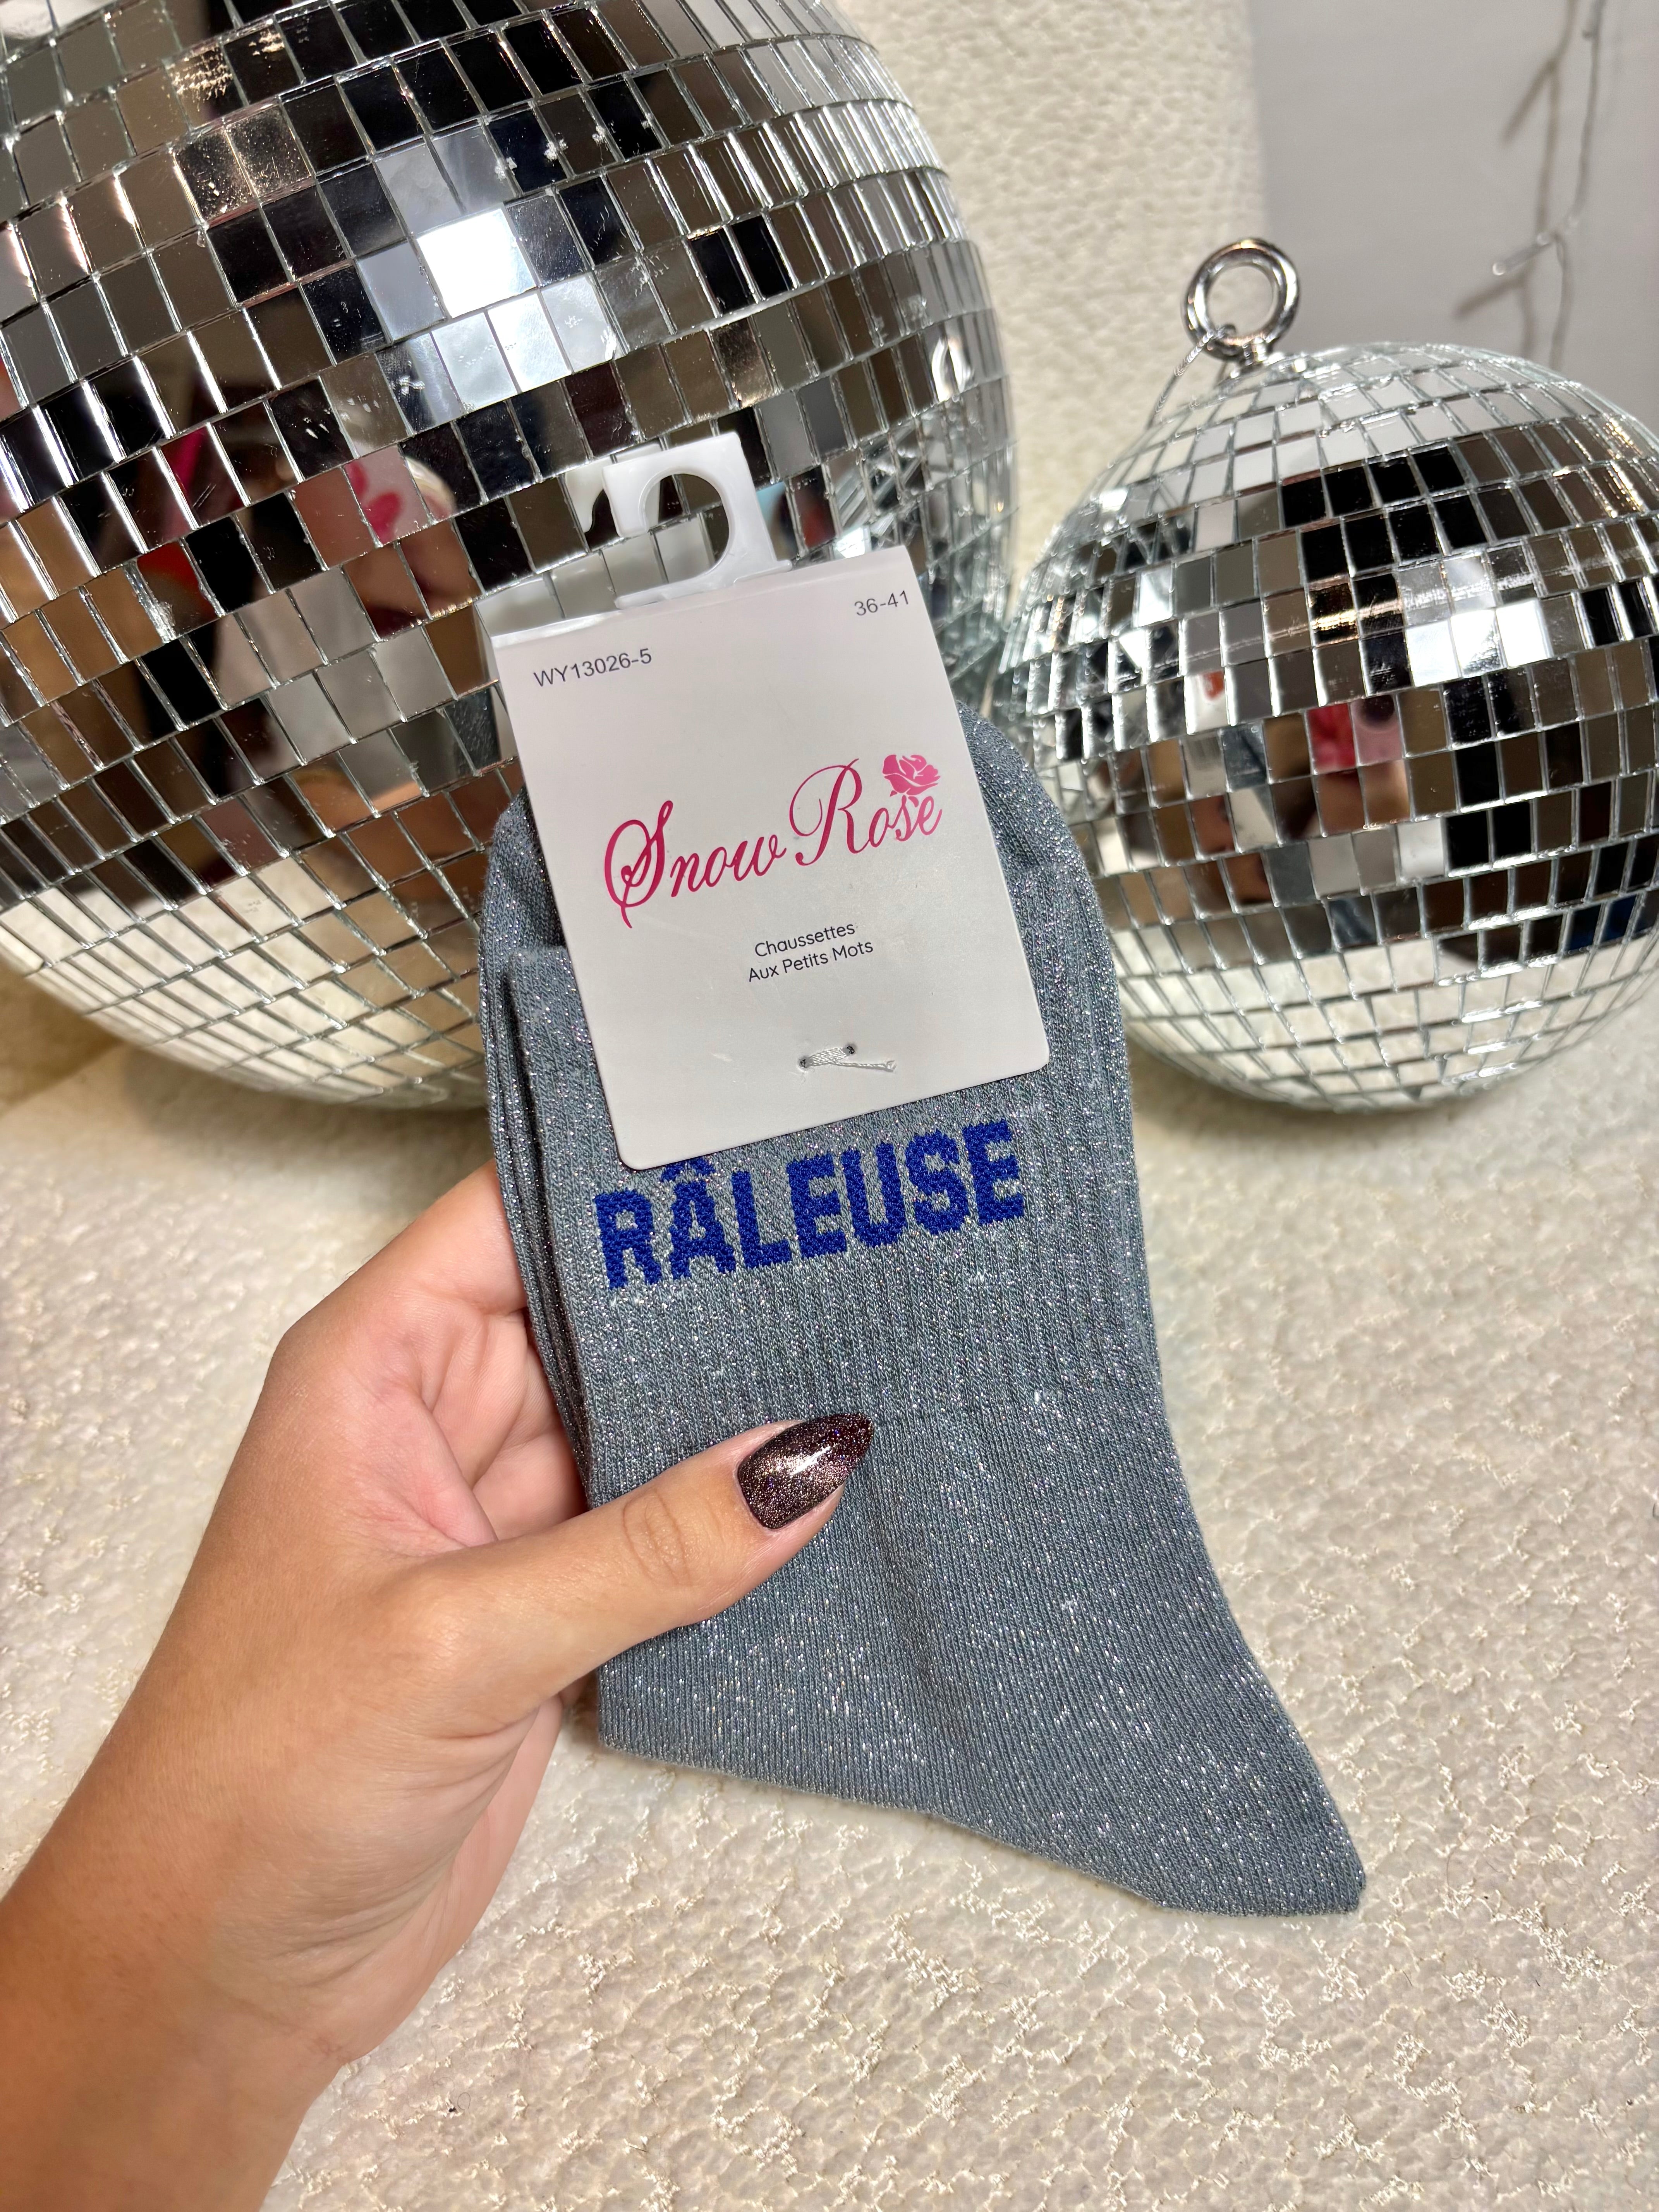 36-41
WY13026-5
Snow Rose
Chaussettes
Aux Petits Mots
RÂLEUSE